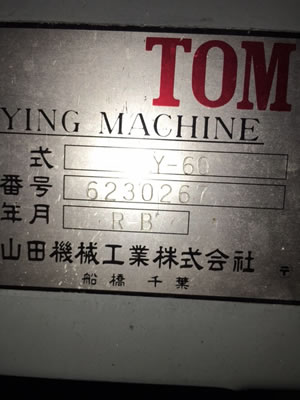 TOM
YING MACHINE
式 Y-60
番号 623026
年月 R-B
山田機械工業株式会社 〒
船橋 千葉